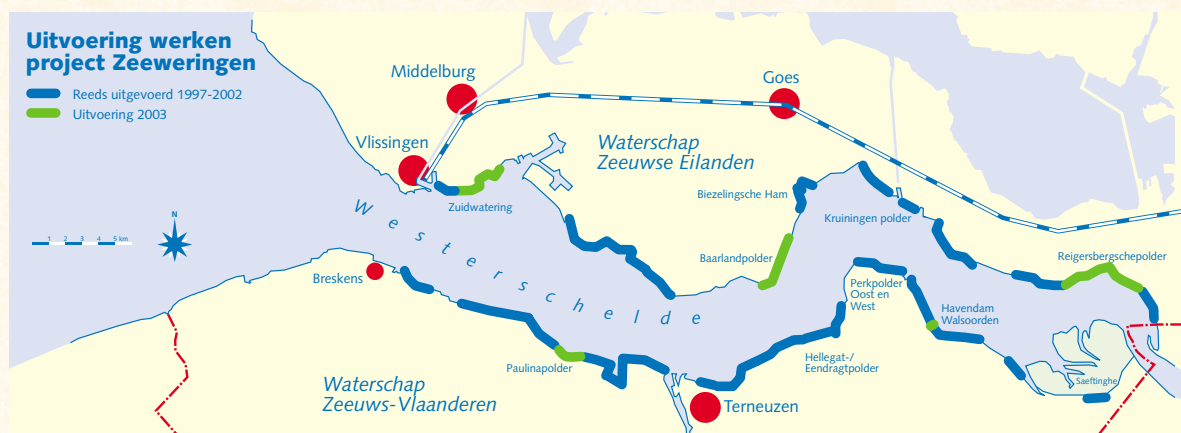 Uitvoering werken
project Zeeweringen
Reeds uitgevoerd 1997-2002
Uitvoering 2003
Middelburg
Goes
Vlissingen
Waterschap
Zeeuwse Eilanden
Biezelingsche Ham
Zuidwatering
Kruiningen polder
Westerschelde
N
1 2 3 4 5 km
Baarlandpolder
Reigersbergschepolder
Breskens
Perkpolder
Oost en
West
Havendam
Walsoorden
Paulinapolder
Hellegat-/
Eendragtpolder
Saeftinghe
Waterschap
Zeeuws-Vlaanderen
Terneuzen